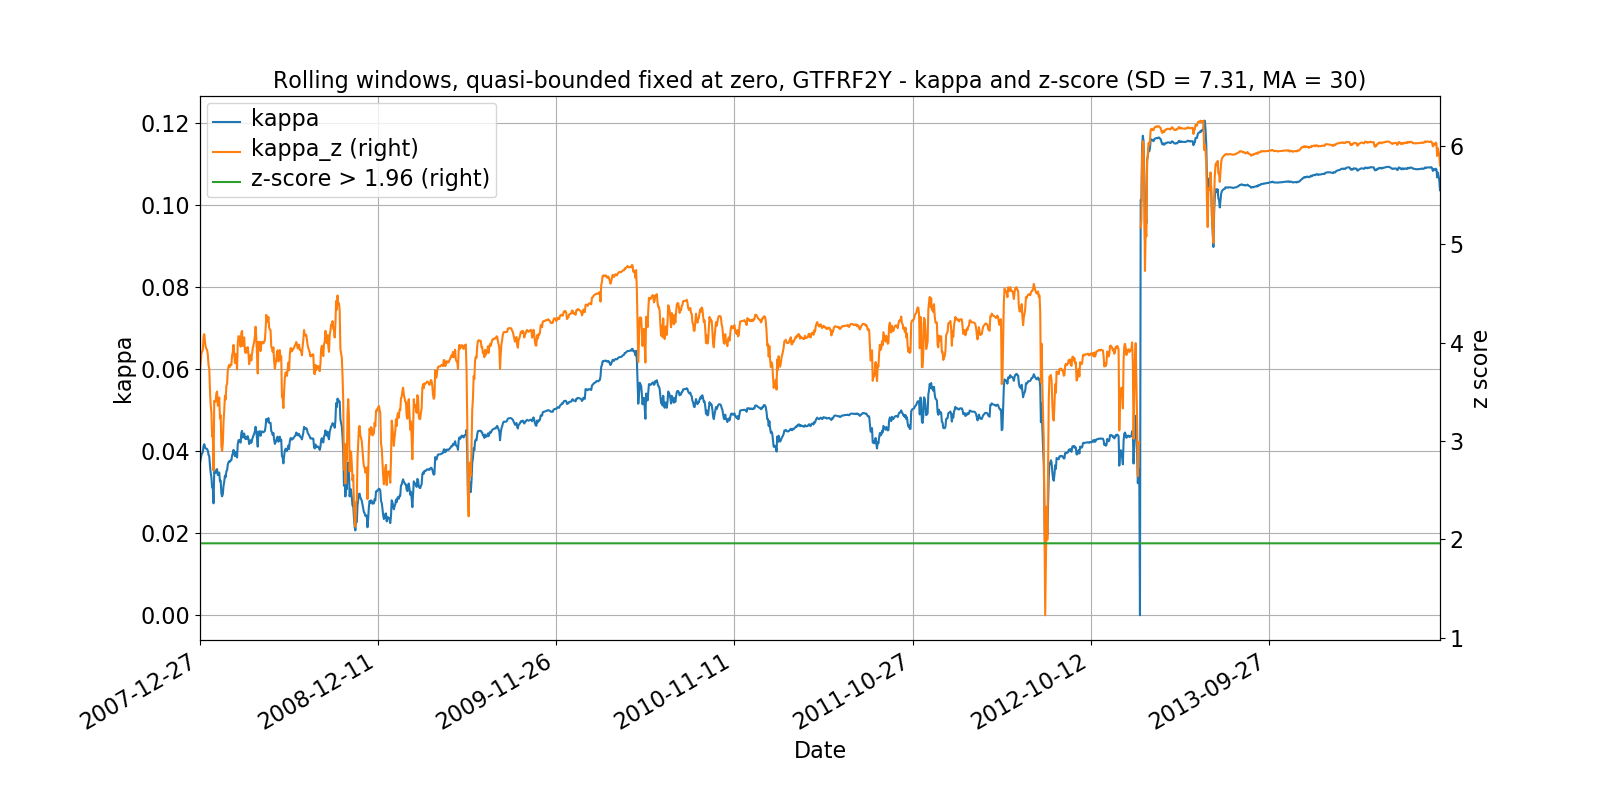 Rolling windows, quasi-bounded fixed at zero, GTFRF2Y - kappa and z-score (SD = 7.31, MA = 30)
kappa
kappa_z (right)
z-score > 1.96 (right)
0.12
0.10
0.08
0.06
0.04
0.02
0.00
kappa
6
5
4
3
2
1
z score
2007-12-27
2008-12-11
2009-11-26
2010-11-11
2011-10-27
2012-10-12
2013-09-27
Date